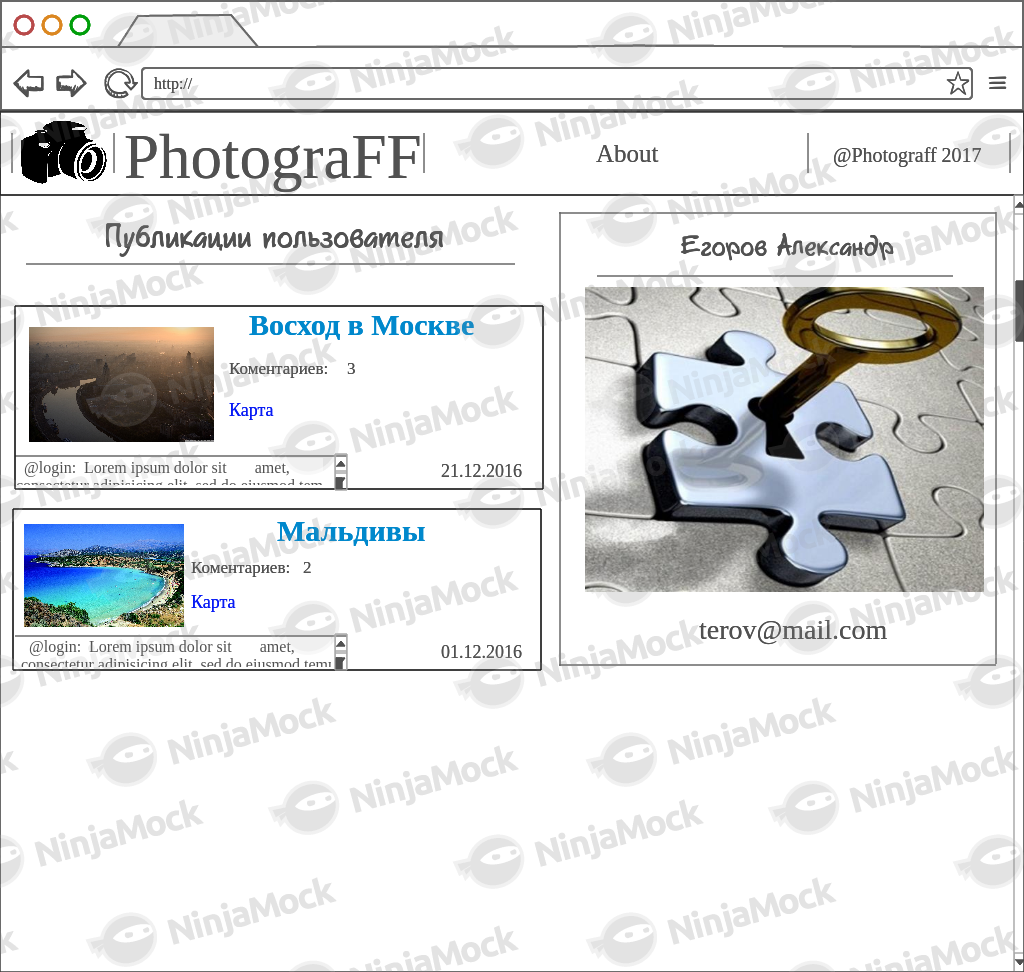 http://
PhotograFF
About
@Photograff 2017
Публикации пользователя
Восход в Москве
Коментариев: 3
Карта
@login: Lorem ipsum dolor sit amet,
consectetur adipisicing elit, sed do eiusmod tem
21.12.2016
Мальдивы
Коментариев: 2
Карта
@login: Lorem ipsum dolor sit amet,
consectetur adipisicing elit, sed do eiusmod temp
01.12.2016
Егоров Александр
terov@mail.com
NinjaMock